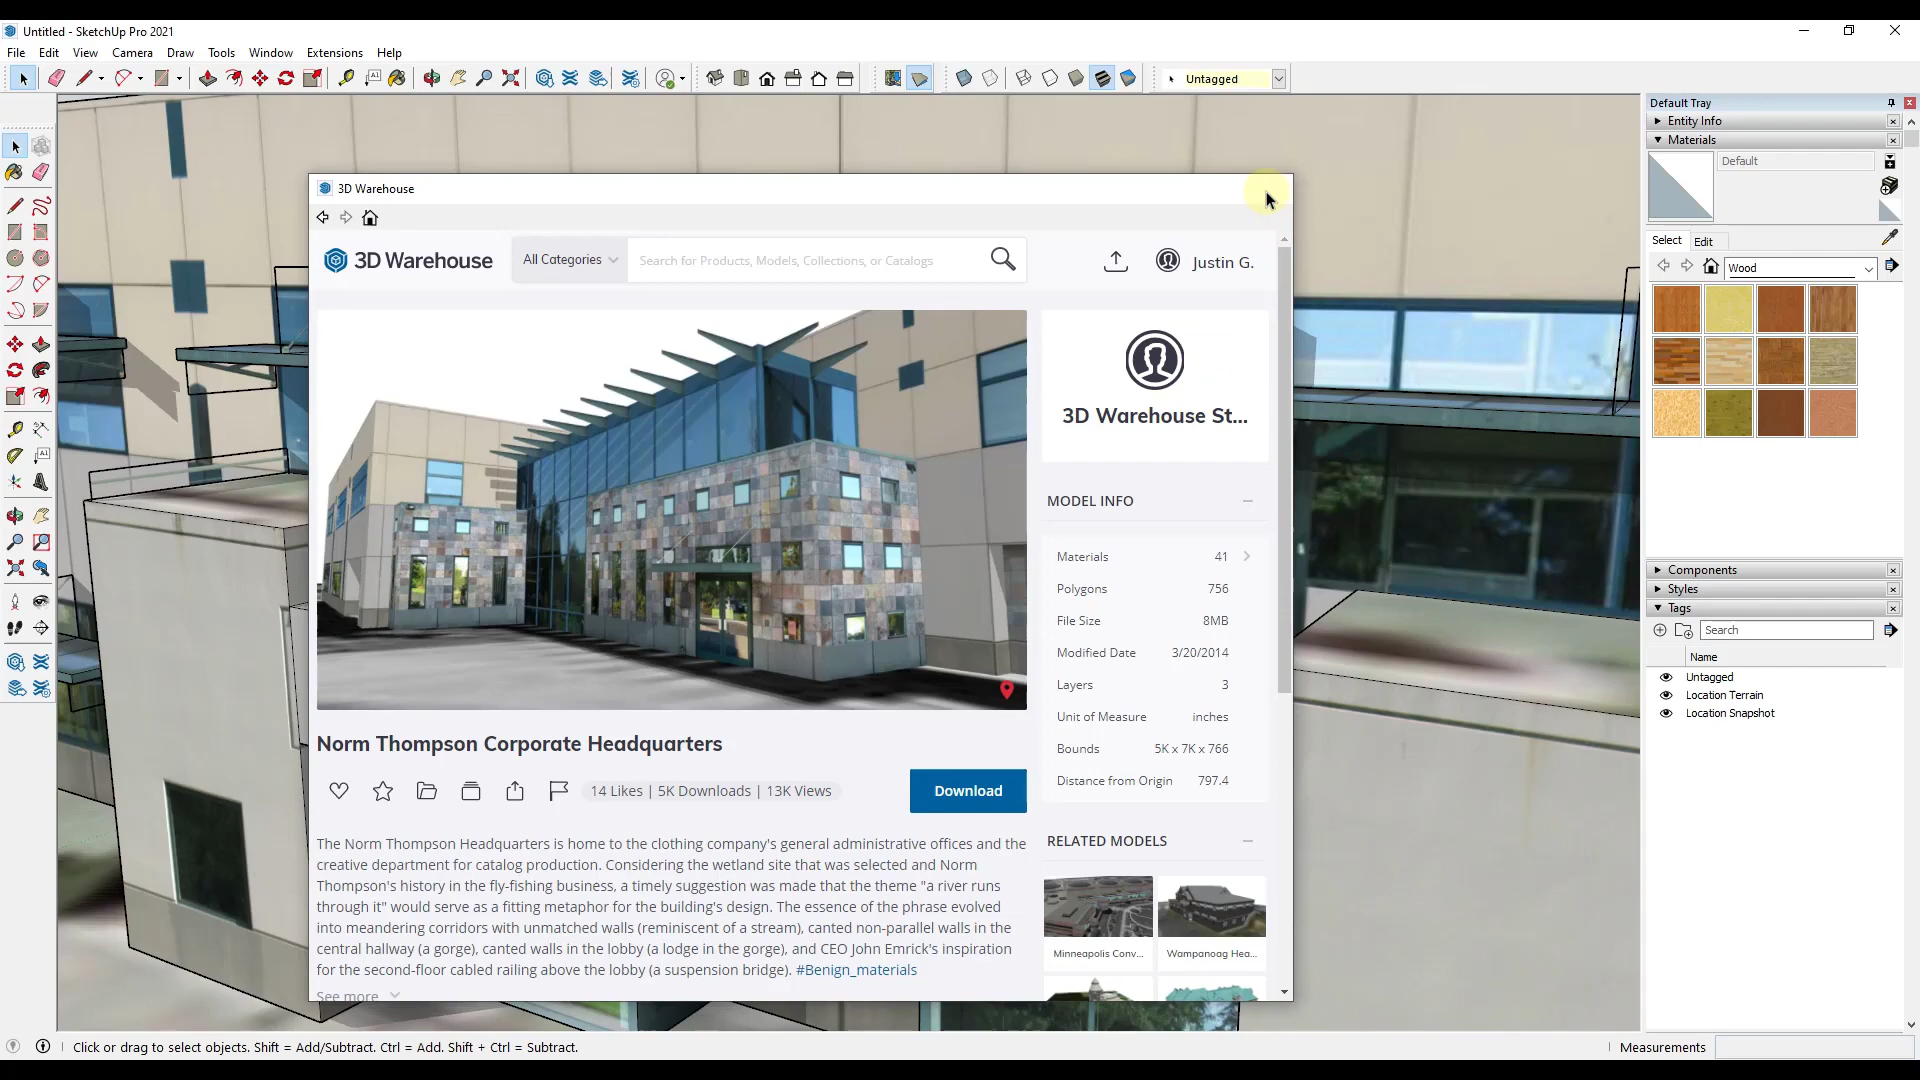 Untitled - SketchUp Pro 2021
File Edit View Camera Draw Tools Window Extensions Help
Untagged
Default Tray
Entity Info
Materials
Default
Select Edit
Wood
Components
Styles
Tags
Search
Name
Untagged
Location Terrain
Location Snapshot
3D Warehouse
3D Warehouse
All Categories
Search for Products, Models, Collections, or Catalogs
Justin G.
3D Warehouse St...
MODEL INFO
Materials 41
Polygons 756
File Size 8MB
Modified Date 3/20/2014
Layers 3
Unit of Measure inches
Bounds 5K x 7K x 766
Distance from Origin 797.4
Norm Thompson Corporate Headquarters
14 Likes | 5K Downloads | 13K Views
Download
The Norm Thompson Headquarters is home to the clothing company's general administrative offices and the
creative department for catalog production. Considering the wetland site that was selected and Norm
Thompson's history in the fly-fishing business, a timely suggestion was made that the theme "a river runs
through it" would serve as a fitting metaphor for the building's design. The essence of the phrase evolved
into meandering corridors with unmatched walls (reminiscent of a stream), canted non-parallel walls in the
central hallway (a gorge), canted walls in the lobby (a lodge in the gorge), and CEO John Emrick's inspiration
for the second-floor cabled railing above the lobby (a suspension bridge). #Benign_materials
See more
RELATED MODELS
Minneapolis Conv...
Wampanoag Hea...
Click or drag to select objects. Shift = Add/Subtract. Ctrl = Add. Shift + Ctrl = Subtract.
Measurements